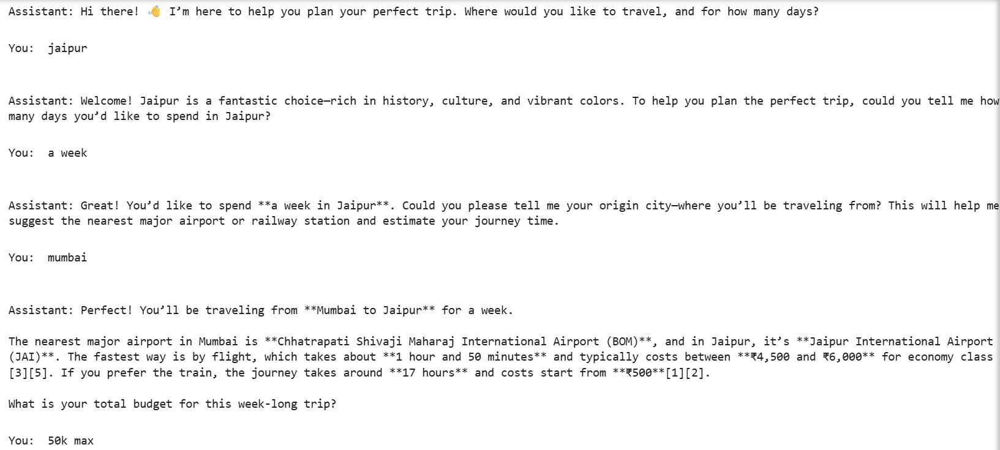 Assistant: Hi there! 👋 I’m here to help you plan your perfect trip. Where would you like to travel, and for how many days?
You:  jaipur
Assistant: Welcome! Jaipur is a fantastic choice—rich in history, culture, and vibrant colors. To help you plan the perfect trip, could you tell me how
many days you’d like to spend in Jaipur?
You:  a week
Assistant: Great! You’d like to spend **a week in Jaipur**. Could you please tell me your origin city—where you’ll be traveling from? This will help me
suggest the nearest major airport or railway station and estimate your journey time.
You:  mumbai
Assistant: Perfect! You’ll be traveling from **Mumbai to Jaipur** for a week.
The nearest major airport in Mumbai is **Chhatrapati Shivaji Maharaj International Airport (BOM)**, and in Jaipur, it’s **Jaipur International Airport
(JAI)**. The fastest way is by flight, which takes about **1 hour and 50 minutes** and typically costs between **₹4,500 and ₹6,000** for economy class
[3][5]. If you prefer the train, the journey takes around **17 hours** and costs start from **₹500**[1][2].
What is your total budget for this week-long trip?
You:  50k max